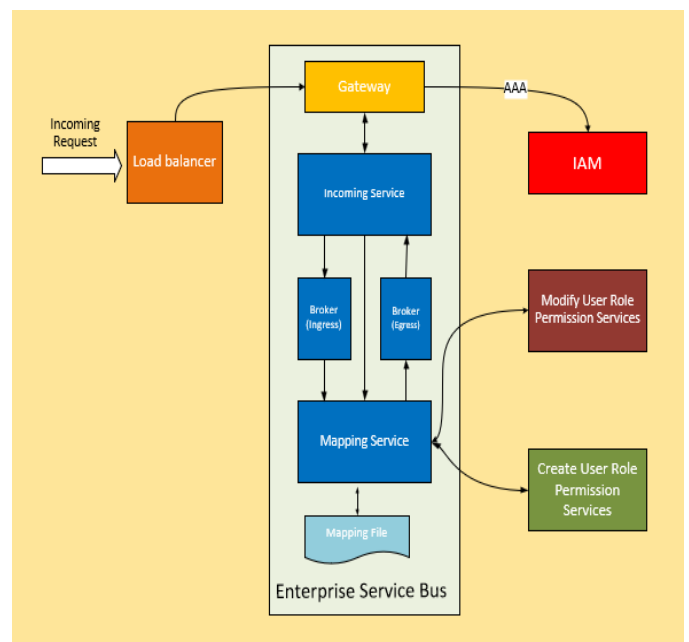 Gateway
AAA
Incoming
Request
Load balancer
IAM
Incoming Service
Broker
(Ingress)
Broker
(Egress)
Modify User Role
Permission Services
Mapping Service
Create User Role
Permission
Services
Mapping File
Enterprise Service Bus